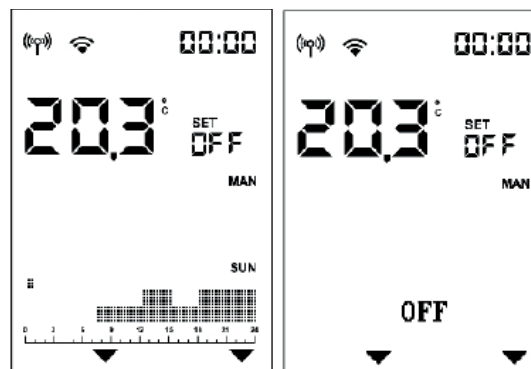 00:00
20,3 °C
SET
OFF
MAN
SUN
0 3 6 9 12 15 18 21 24
00:00
20,3 °C
SET
OFF
MAN
OFF